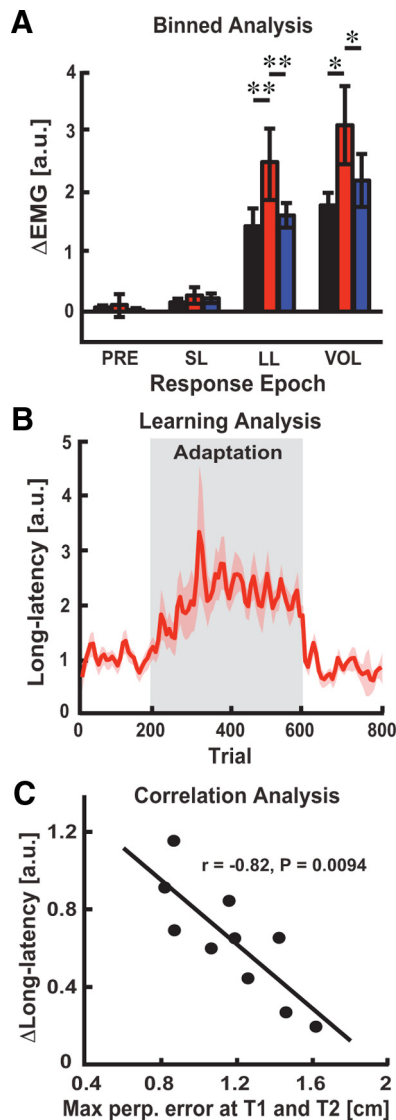 A
Binned Analysis
ΔEMG [a.u.]
4
3
2
1
0
** ** * *
PRE SL LL VOL
Response Epoch
B
Learning Analysis
Adaptation
Long-latency [a.u.]
5
4
3
2
1
0
0 200 400 600 800
Trial
C
Correlation Analysis
r = -0.82, P = 0.0094
ΔLong-latency [a.u.]
1.2
0.8
0.4
0
0.4 0.8 1.2 1.6 2
Max perp. error at T1 and T2 [cm]